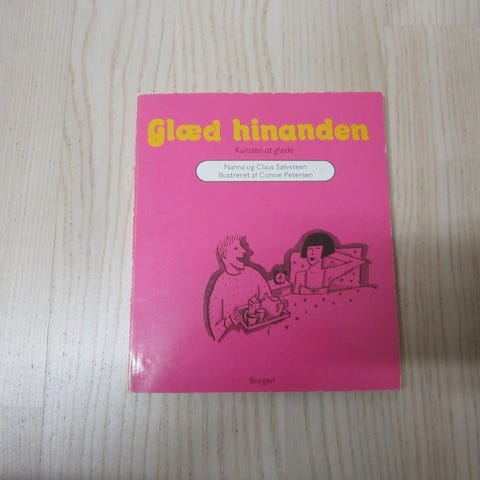 Glæd hinanden
Kunsten at glæde
Nanna og Claus Sølvsteen
Illustreret af Connie Petersen
Borgen